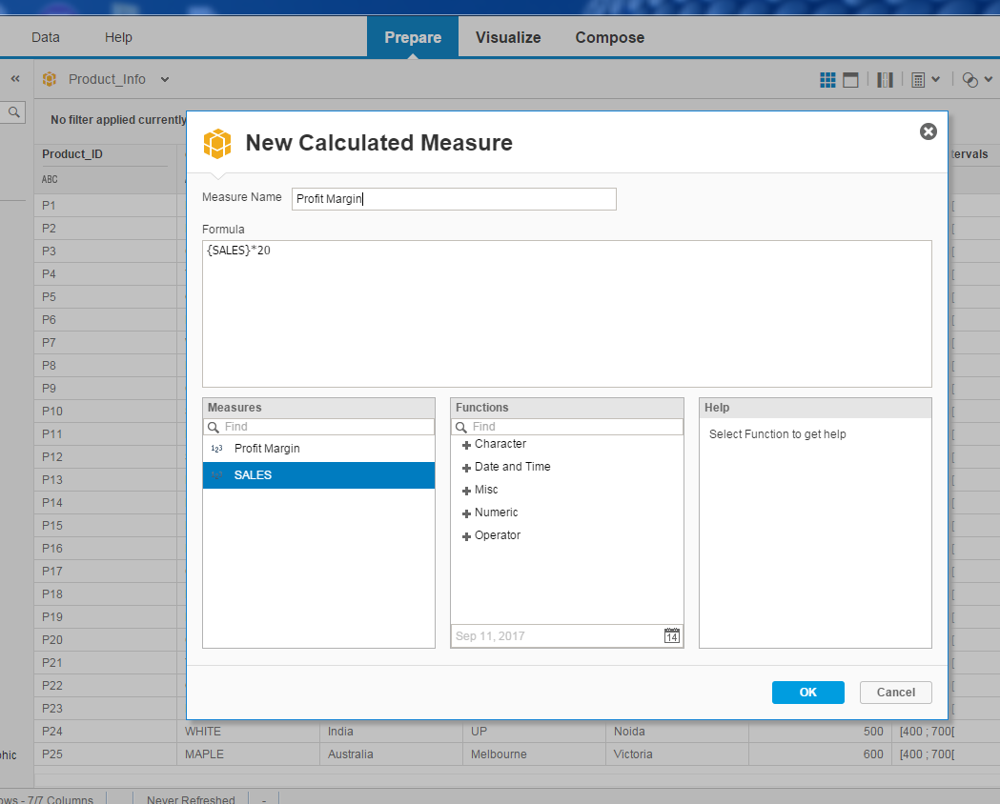 Data Help Prepare Visualize Compose
Product_Info
No filter applied currently
New Calculated Measure
Product_ID
tervals
ABC
Measure Name Profit Margin
Formula
{SALES}*20
P1
P2
P3
P4
P5
P6
P7
P8
P9
P10
P11
P12
P13
P14
P15
P16
P17
P18
P19
P20
P21
P22
P23
Measures
Find
123 Profit Margin
SALES
Functions
Find
Character
Date and Time
Misc
Numeric
Operator
Sep 11, 2017 14
Help
Select Function to get help
OK Cancel
P24 WHITE India UP Noida 500 [400 ; 700[
P25 MAPLE Australia Melbourne Victoria 600 [400 ; 700[
phic
ows - 7/7 Columns Never Refreshed -